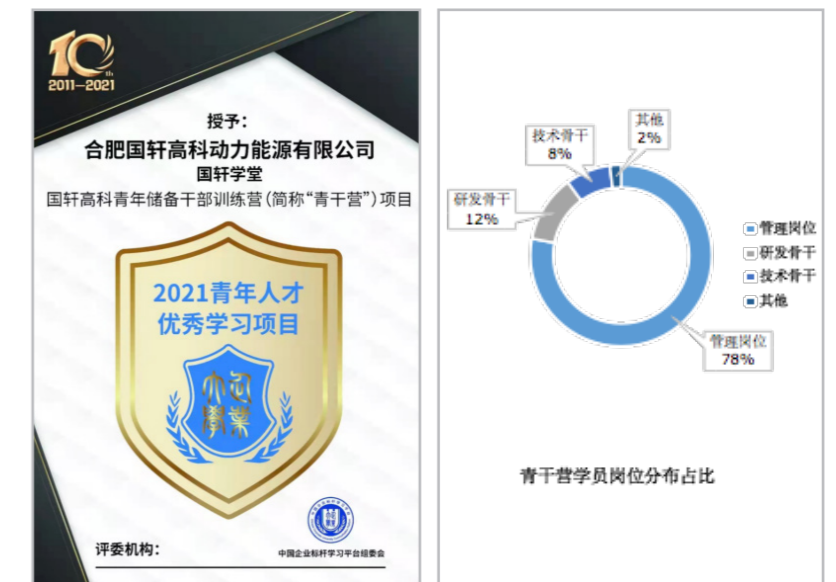 10th
2011—2021
授予：
合肥国轩高科动力能源有限公司
国轩学堂
国轩高科青年储备干部训练营（简称“青干营”）项目
2021青年人才
优秀学习项目
评委机构：
中国企业标杆学习平台组委会
其他
2%
技术骨干
8%
研发骨干
12%
管理岗位
研发骨干
技术骨干
其他
管理岗位
78%
青干营学员岗位分布占比